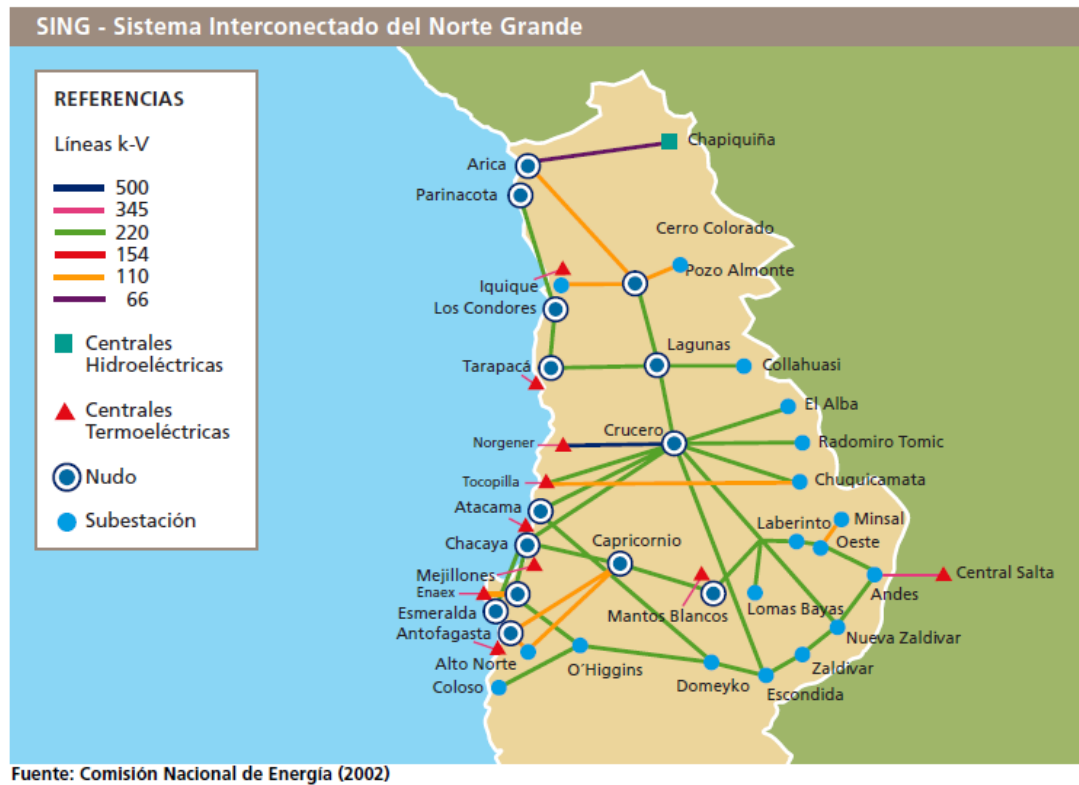 SING - Sistema Interconectado del Norte Grande
REFERENCIAS
Líneas k-V
500
345
220
154
110
66
Centrales
Hidroeléctricas
Centrales
Termoeléctricas
Nudo
Subestación
Chapiquiña
Arica
Parinacota
Cerro Colorado
Pozo Almonte
Iquique
Los Condores
Lagunas
Tarapacá
Collahuasi
El Alba
Crucero
Norgener
Radomiro Tomic
Tocopilla
Chuquicamata
Atacama
Laberinto
Minsal
Chacaya
Capricornio
Oeste
Mejillones
Central Salta
Enaex
Andes
Esmeralda
Mantos Blancos
Lomas Bayas
Antofagasta
Nueva Zaldivar
Alto Norte
O´Higgins
Zaldivar
Coloso
Domeyko
Escondida
Fuente: Comisión Nacional de Energía (2002)